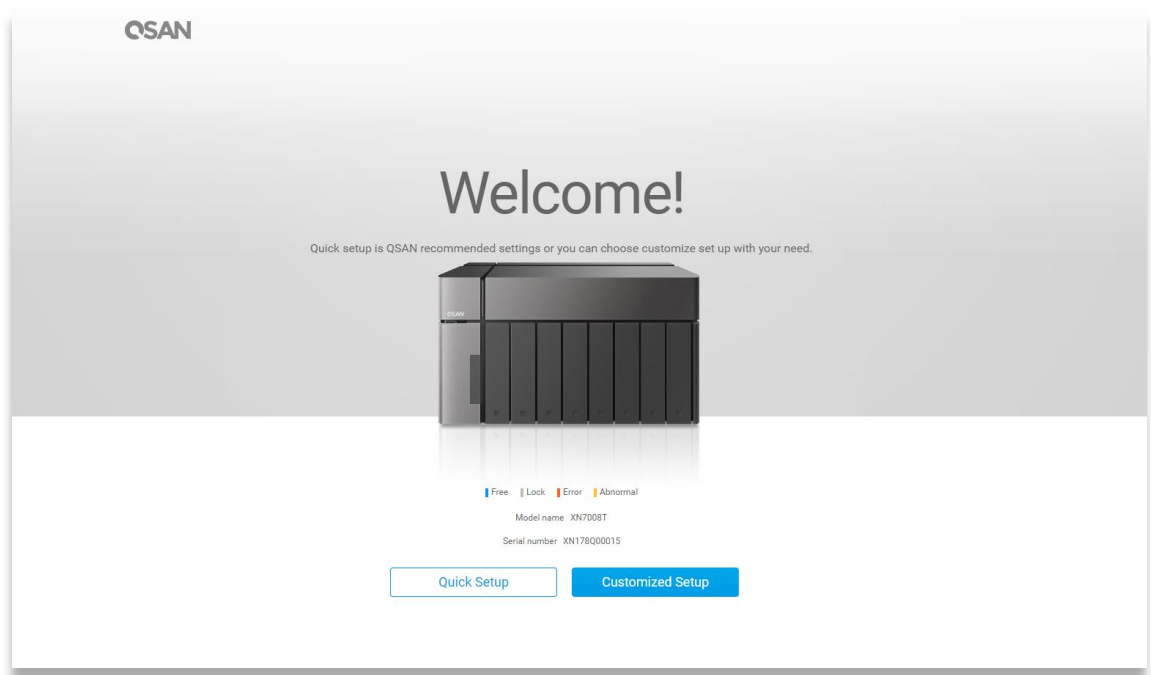 QSAN
Welcome!
Quick setup is QSAN recommended settings or you can choose customize set up with your need.
QSAN
Free Lock Error Abnormal
Model name XN7008T
Serial number XN178Q00015
Quick Setup Customized Setup